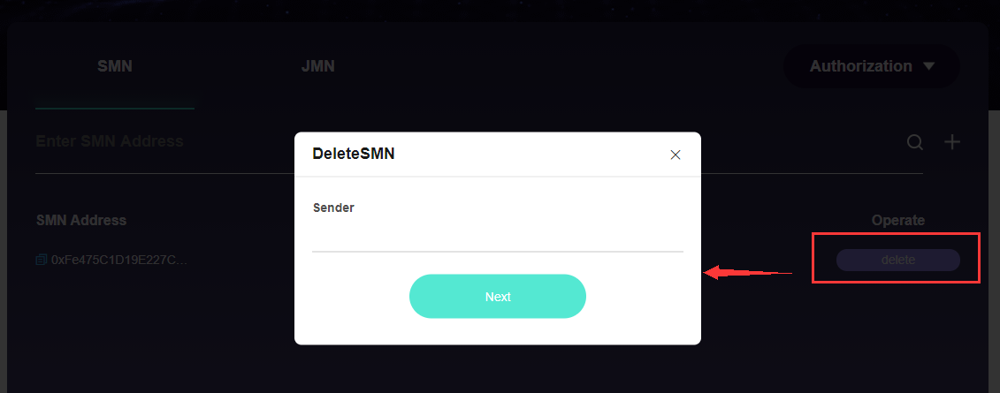 SMN JMN Authorization
Enter SMN Address
DeleteSMN
Sender
SMN Address Operate
0xFe475C1D19E227C... delete
Next